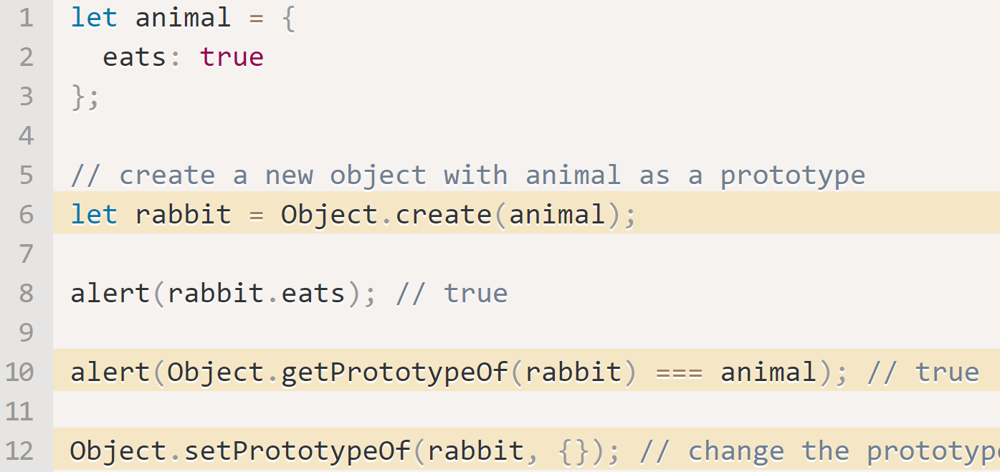 1 let animal = {
2   eats: true
3 };
4
5 // create a new object with animal as a prototype
6 let rabbit = Object.create(animal);
7
8 alert(rabbit.eats); // true
9
10 alert(Object.getPrototypeOf(rabbit) === animal); // true
11
12 Object.setPrototypeOf(rabbit, {}); // change the